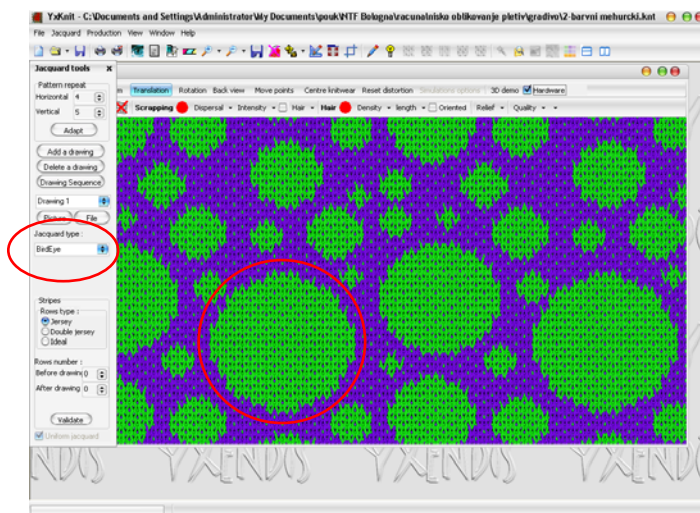 YxKnit - C:\Documents and Settings\Administrator\My Documents\pouk\NTF Bologna\racunalnisko oblikovanje pletiv\gradivo\2-barvni mehurcki.knt
File Jacquard Production View Window Help
Jacquard tools x
Translation Rotation Back view Move points Centre knitwear Reset distortion Simulations options 3D demo Hardware
Scrapping Dispersal Intensity Hair Hair Density length Oriented Relief Quality
Pattern repeat
Horizontal 4
Vertical 5
Adapt
Add a drawing
Delete a drawing
Drawing Sequence
Drawing 1
Picture File
Jacquard type :
BirdEye
Stripes
Rows type :
Jersey
Double jersey
Ideal
Rows number :
Before drawing 0
After drawing 0
Validate
Uniform jacquard
YXENDIS YXENDIS YXENDIS